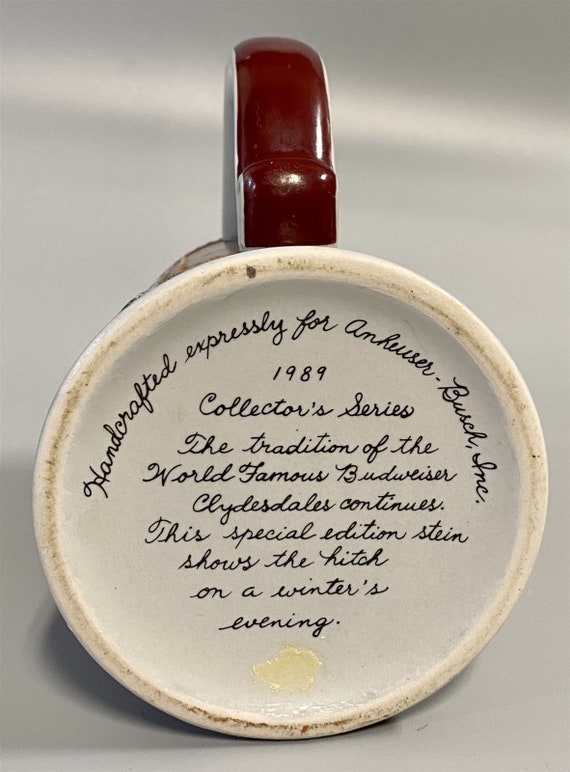 Handcrafted expressly for Anheuser-Busch, Inc.
1989
Collector's Series
The tradition of the
World Famous Budweiser
Clydesdales continues.
This special edition stein
shows the hitch
on a winter's
evening.